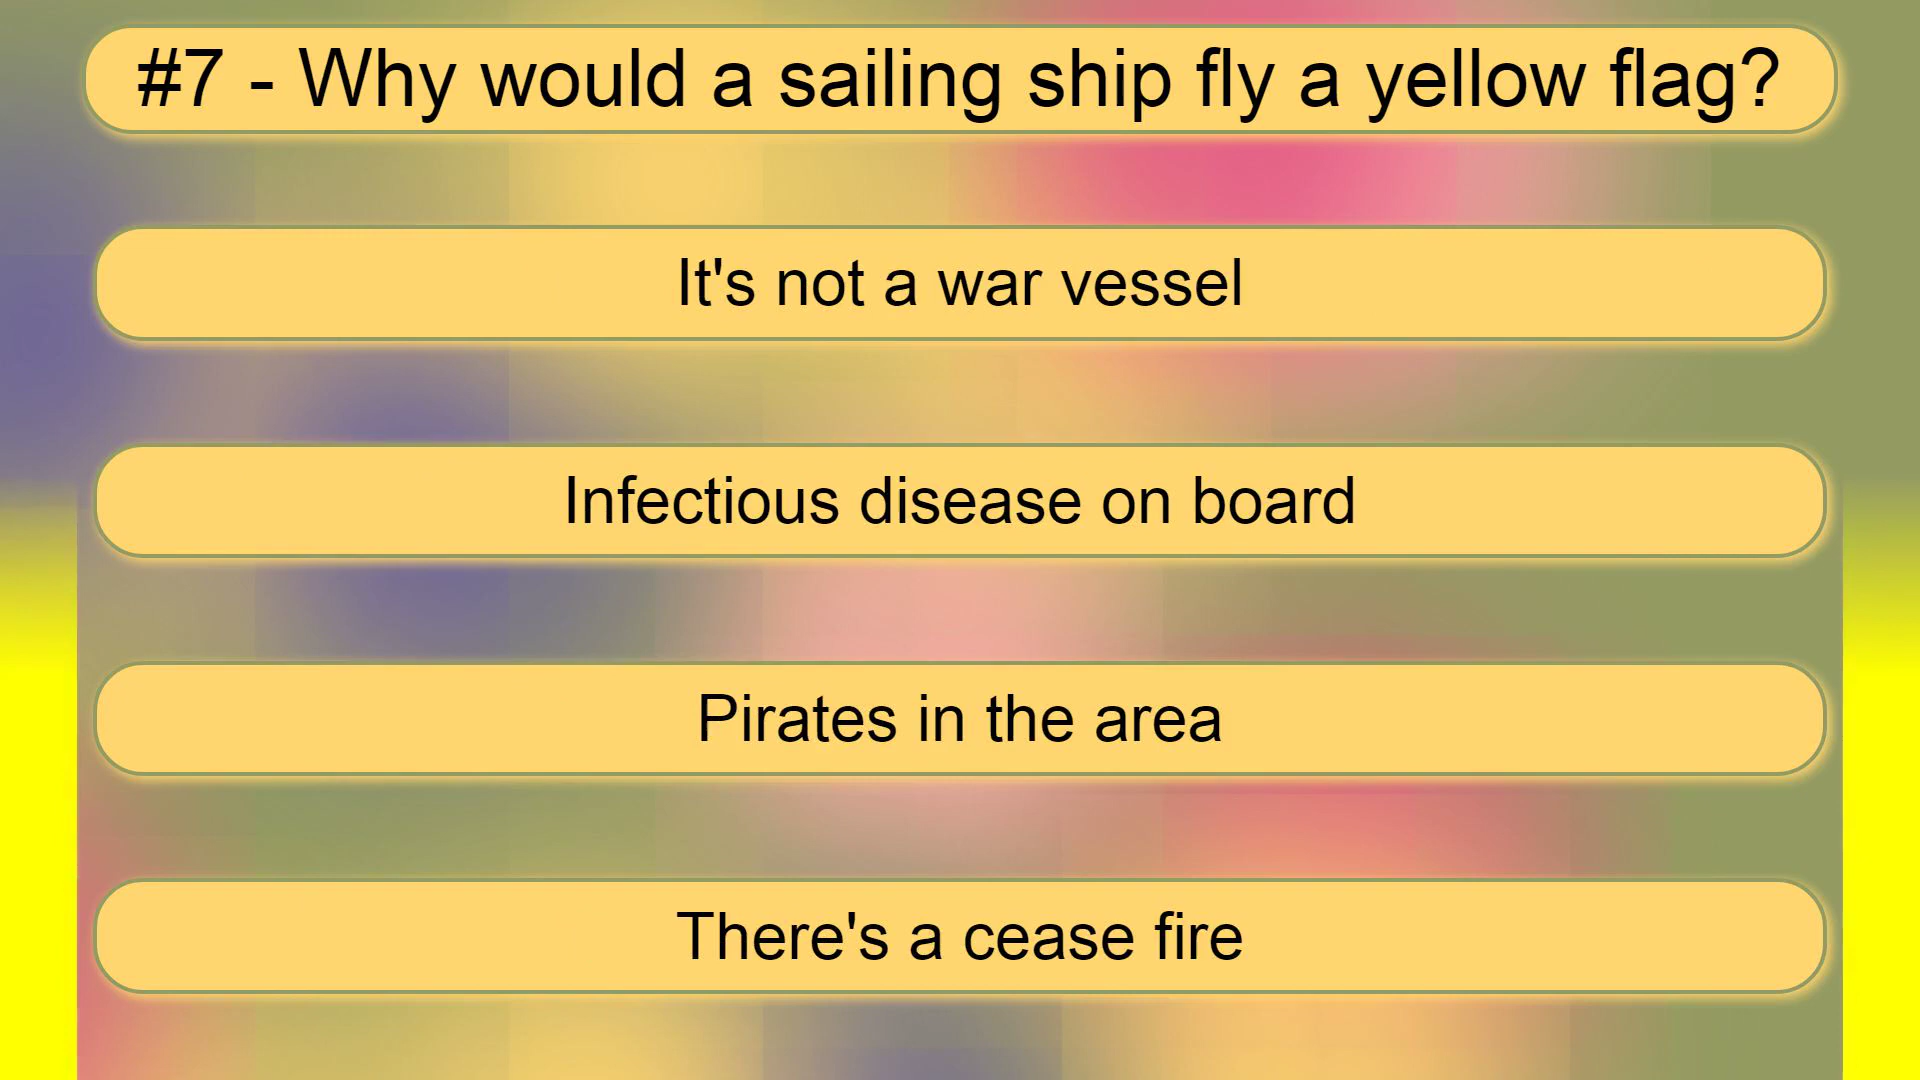 #7 - Why would a sailing ship fly a yellow flag?
It's not a war vessel
Infectious disease on board
Pirates in the area
There's a cease fire